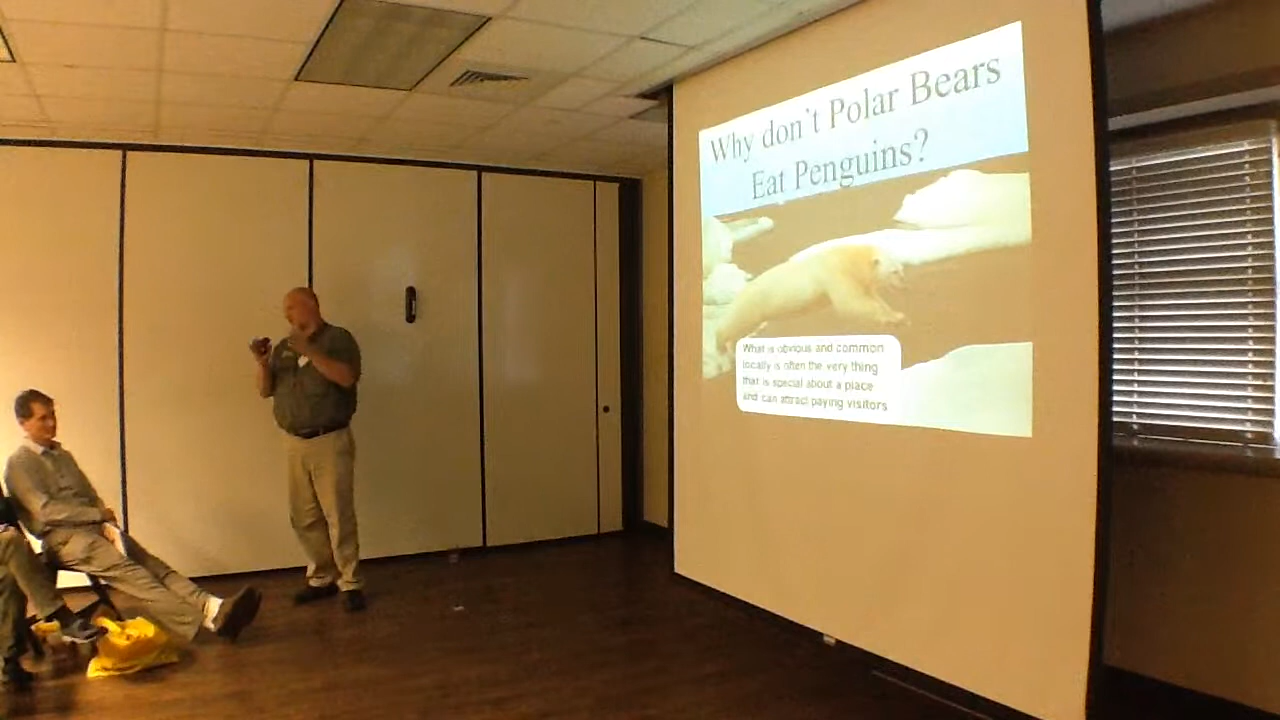 Why don't Polar Bears
Eat Penguins?
What is obvious and common
locally is often the very thing
that is special about a place
and can attract paying visitors